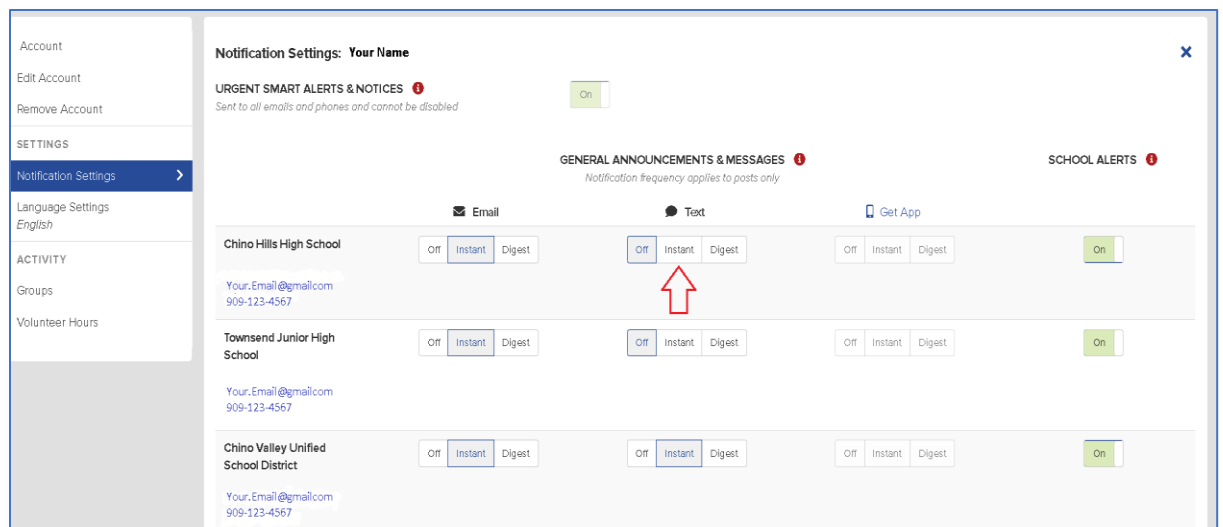 Account
Edit Account
Remove Account
SETTINGS
Notification Settings
Language Settings
English
ACTIVITY
Groups
Volunteer Hours
Notification Settings: Your Name
URGENT SMART ALERTS & NOTICES
On
Sent to all emails and phones and cannot be disabled
GENERAL ANNOUNCEMENTS & MESSAGES SCHOOL ALERTS
Notification frequency applies to posts only
Email Text Get App
Chino Hills High School Off Instant Digest Off Instant Digest Off Instant Digest On
Your.Email@gmailcom
909-123-4567
Townsend Junior High Off Instant Digest Off Instant Digest Off Instant Digest On
School
Your.Email@gmailcom
909-123-4567
Chino Valley Unified Off Instant Digest Off Instant Digest Off Instant Digest On
School District
Your.Email@gmailcom
909-123-4567